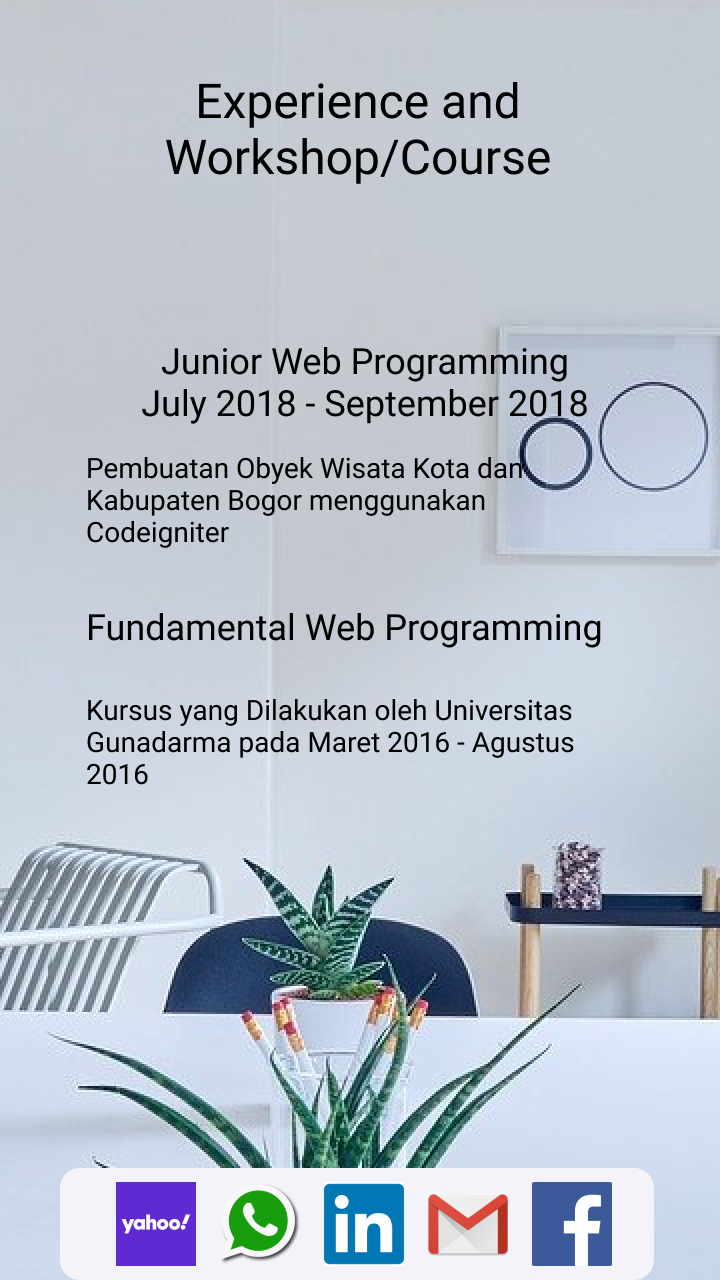 Experience and
Workshop/Course
Junior Web Programming
July 2018 - September 2018
Pembuatan Obyek Wisata Kota dan
Kabupaten Bogor menggunakan
Codeigniter
Fundamental Web Programming
Kursus yang Dilakukan oleh Universitas
Gunadarma pada Maret 2016 - Agustus
2016
yahoo!
in
f